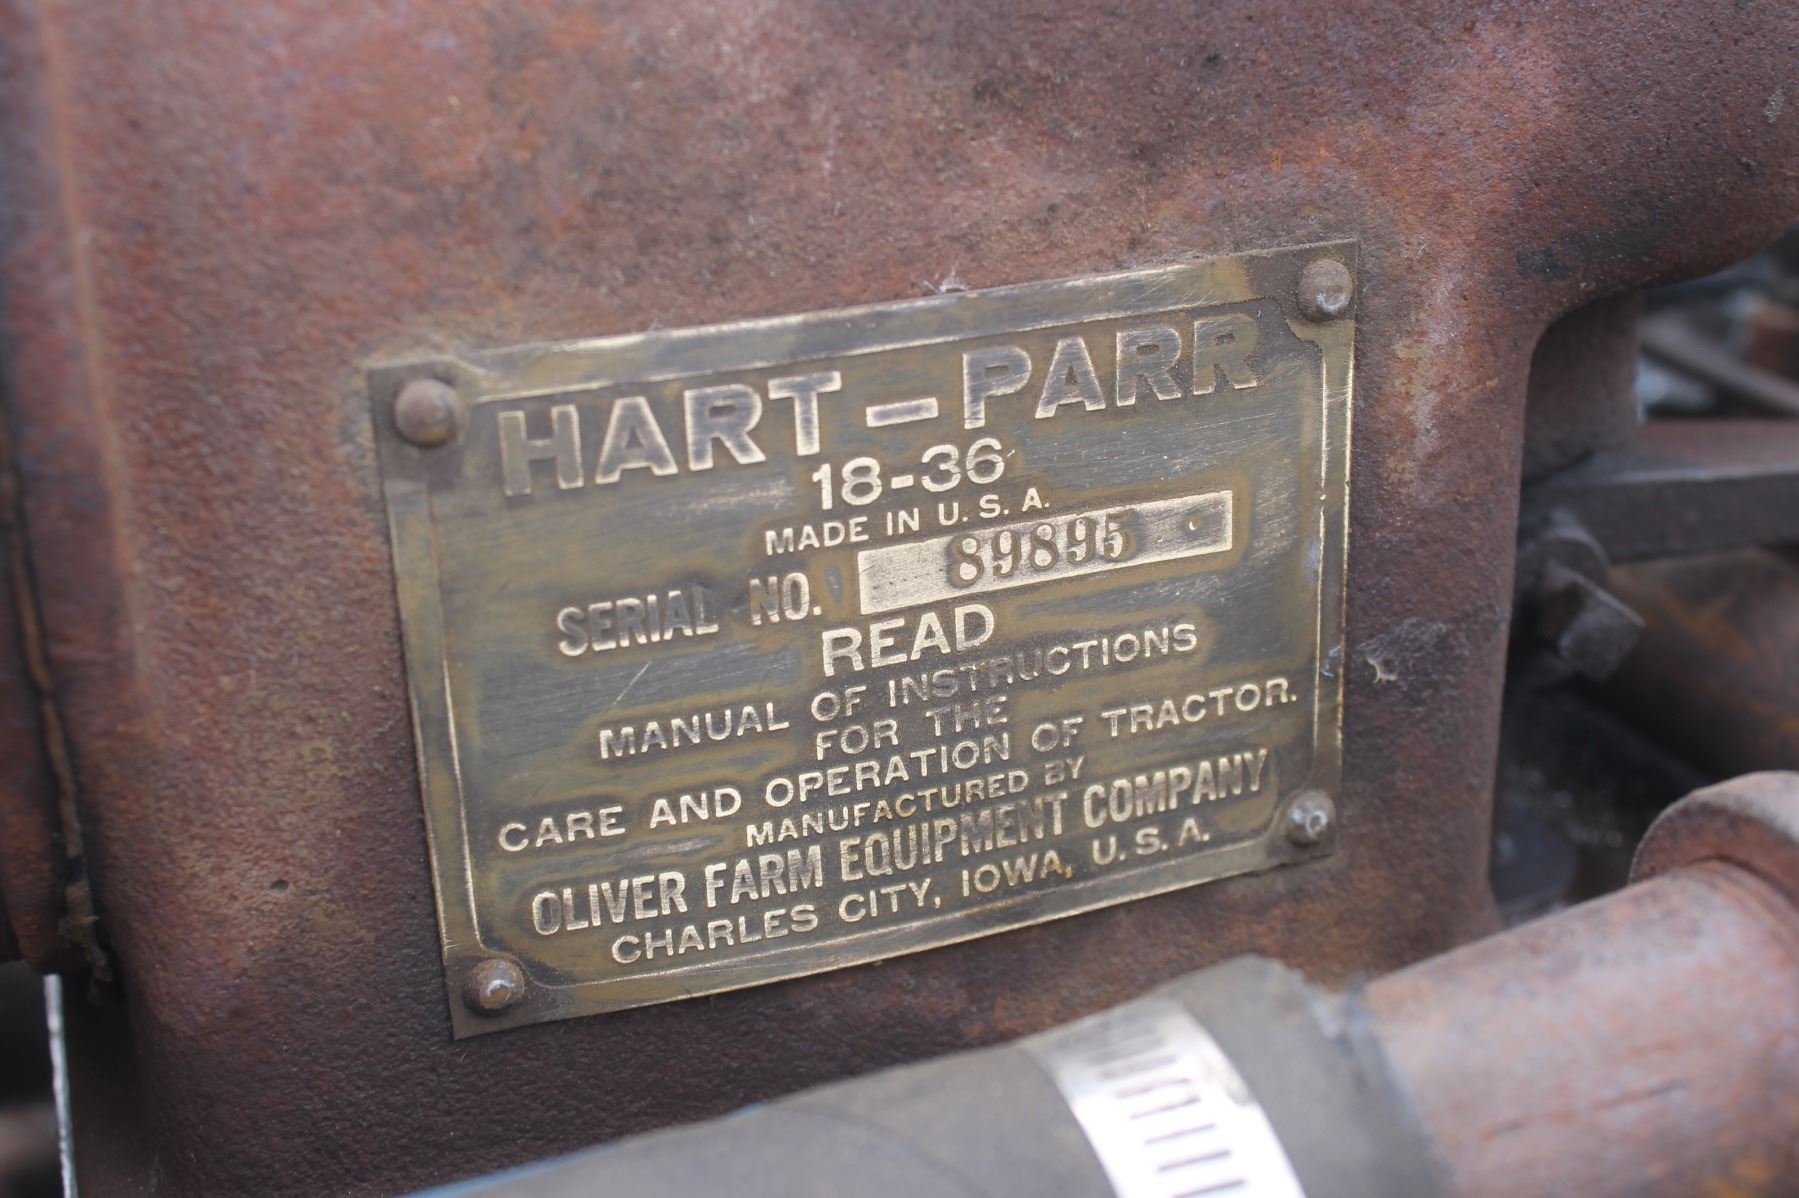 HART-PARR
18-36
MADE IN U.S.A.
SERIAL NO. 89895
READ
MANUAL OF INSTRUCTIONS
FOR THE
CARE AND OPERATION OF TRACTOR.
MANUFACTURED BY
OLIVER FARM EQUIPMENT COMPANY
CHARLES CITY, IOWA, U.S.A.